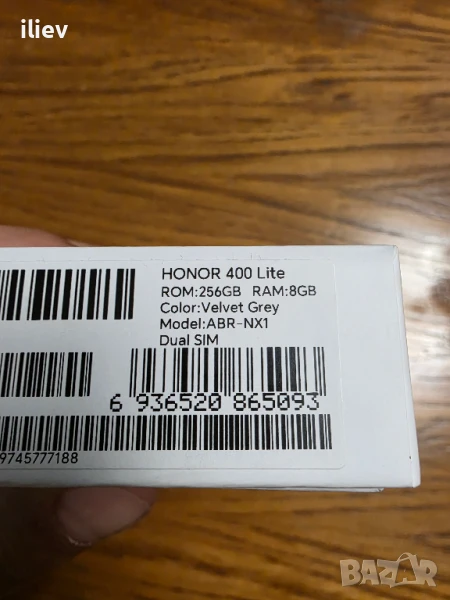 iliev
HONOR 400 Lite
ROM:256GB RAM:8GB
Color:Velvet Grey
Model:ABR-NX1
Dual SIM
6 936520 865093
9745777188
BAZAR